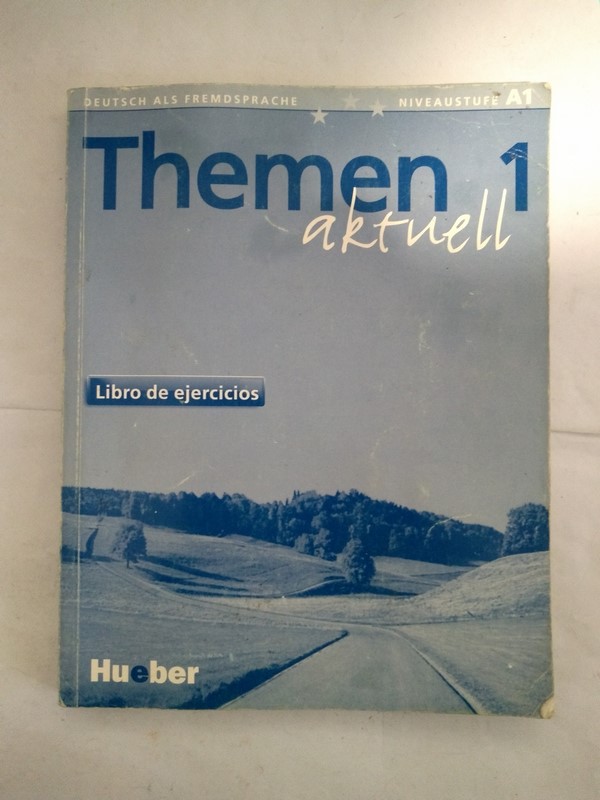 DEUTSCH ALS FREMDSPRACHE NIVEAUSTUFE A1
Themen 1
aktuell
Libro de ejercicios
Hueber